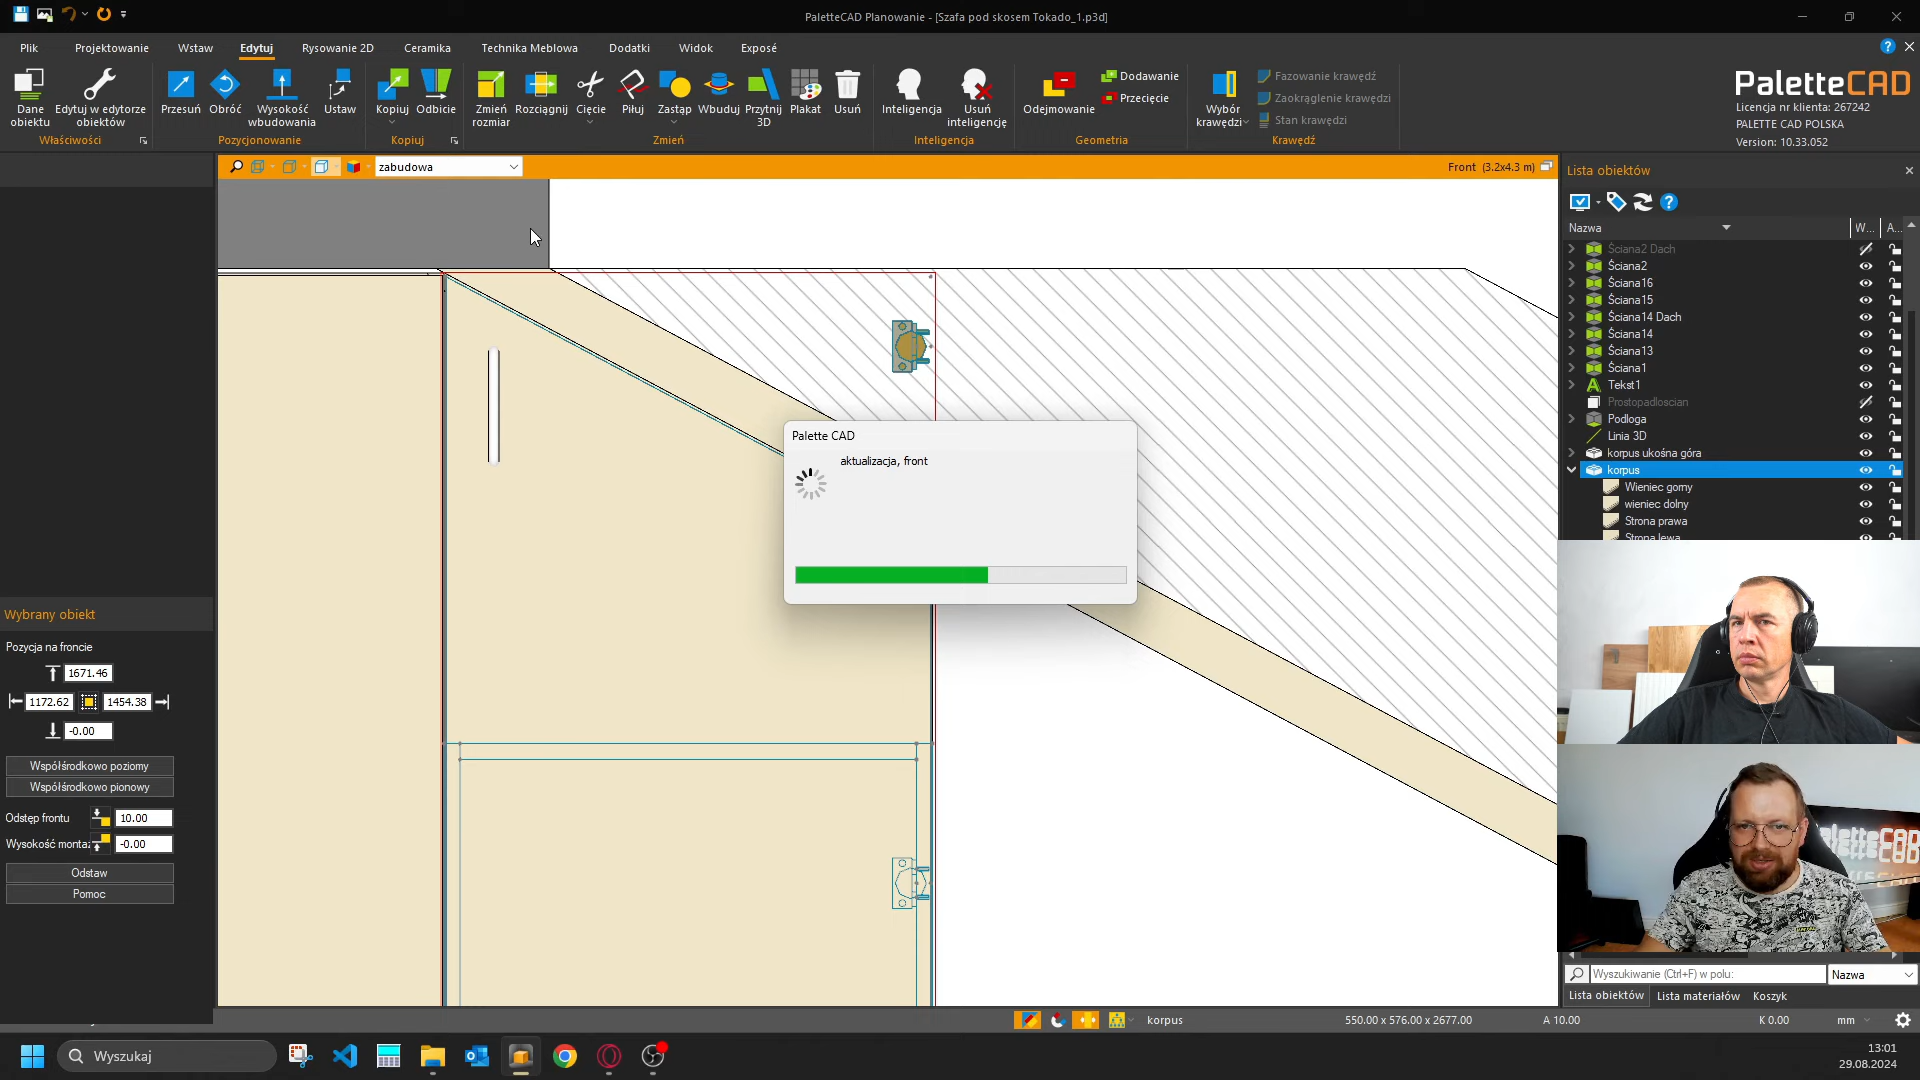 PaletteCAD Planowanie - [Szafa pod skosem Tokado_1.p3d]
Plik Projektowanie Wstaw Edytuj Rysowanie 2D Ceramika Technika Meblowa Dodatki Widok Exposé
Dane obiektu
Edytuj w edytorze obiektów
Właściwości
Przesuń
Obróć
Wysokość wbudowania
Ustaw
Pozycjonowanie
Kopiuj
Odbicie
Kopiuj
Zmień rozmiar
Rozciągnij
Cięcie
Piłuj
Zastąp
Wbuduj
Przytnij 3D
Plakat
Usuń
Zmień
Inteligencja
Usuń inteligencję
Inteligencja
Odejmowanie
Dodawanie
Przecięcie
Geometria
Wybór krawędzi
Fazowanie krawędź
Zaokrąglenie krawędzi
Stan krawędzi
Krawędź
PaletteCAD
Licencja nr klienta: 267242
PALETTE CAD POLSKA
Version: 10.33.052
zabudowa
Front (3.2x4.3 m)
Lista obiektów
Nazwa W... A...
Ściana2 Dach
Ściana2
Ściana16
Ściana15
Ściana14 Dach
Ściana14
Ściana13
Ściana1
Tekst1
Prostopadloscian
Podloga
Linia 3D
korpus ukośna góra
korpus
Wieniec gorny
wieniec dolny
Strona prawa
Strona lewa
Palette CAD
aktualizacja, front
Wybrany obiekt
Pozycja na froncie
1671.46
1172.62 1454.38
-0.00
Współśrodkowo poziomy
Współśrodkowo pionowy
Odstęp frontu 10.00
Wysokość monta -0.00
Odstaw
Pomoc
PaletteCAD
Wyszukiwanie (Ctrl+F) w polu: Nazwa
Lista obiektów Lista materiałów Koszyk
korpus 550.00 x 576.00 x 2677.00 A 10.00 K 0.00 mm
Wyszukaj
13:01
29.08.2024